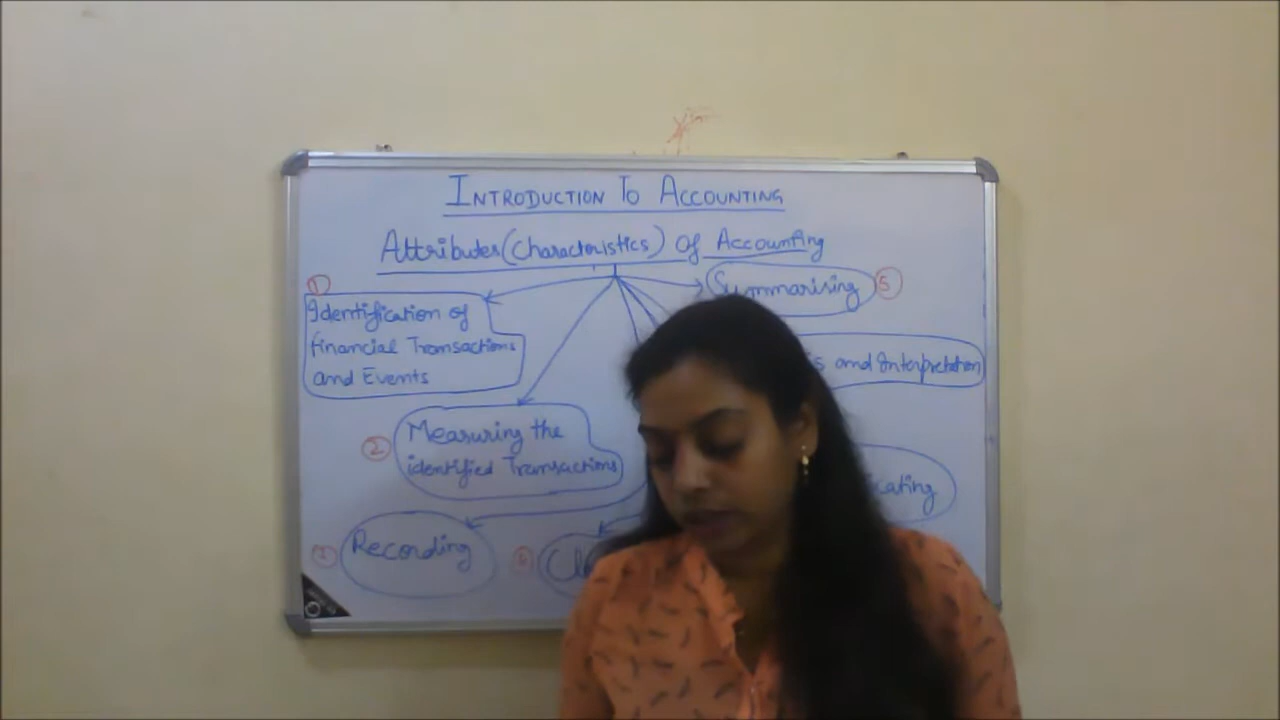 INTRODUCTION TO ACCOUNTING
Attributes (Characteristics) Of Accounting
1
Identification of
financial Transactions
and Events
2
Measuring the
identified Transactions
Recording
Summarising 5
and Interpretation